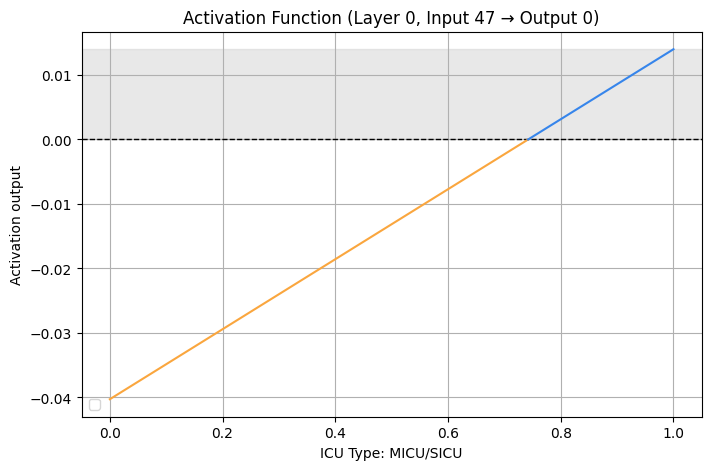 Activation Function (Layer 0, Input 47 → Output 0)
Activation output
0.01
0.00
−0.01
−0.02
−0.03
−0.04
0.0 0.2 0.4 0.6 0.8 1.0
ICU Type: MICU/SICU